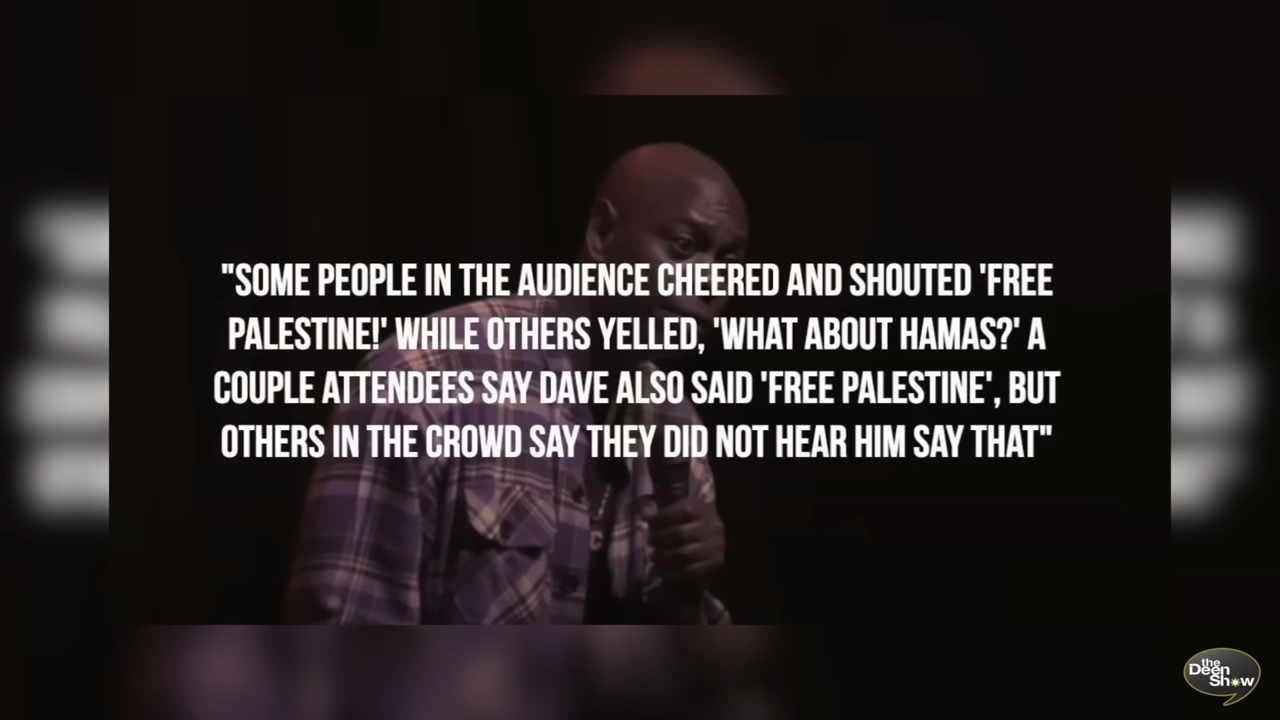 "SOME PEOPLE IN THE AUDIENCE CHEERED AND SHOUTED 'FREE
PALESTINE!' WHILE OTHERS YELLED, 'WHAT ABOUT HAMAS?' A
COUPLE ATTENDEES SAY DAVE ALSO SAID 'FREE PALESTINE', BUT
OTHERS IN THE CROWD SAY THEY DID NOT HEAR HIM SAY THAT"
the
Deen
Show